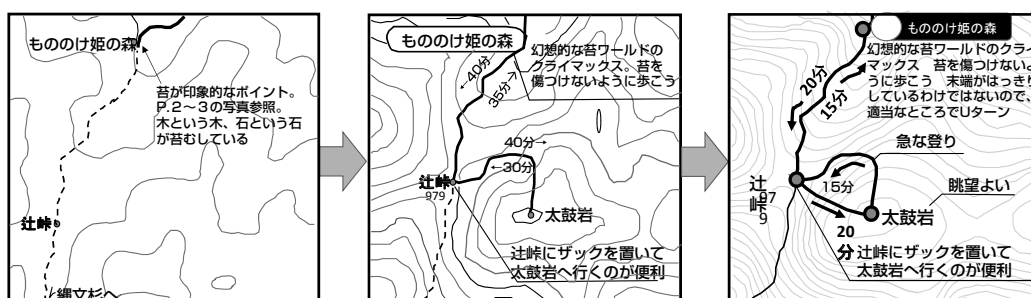 もののけ姫の森
苔が印象的なポイント。
P.2～3の写真参照。
木という木、石という石
が苔むしている
辻峠
縄文杉へ
もののけ姫の森
幻想的な苔ワールドの
クライマックス。苔を
傷つけないように歩こう
←40分
35分→
40分→
←30分
辻峠
979
太鼓岩
辻峠にザックを置いて
太鼓岩へ行くのが便利
もののけ姫の森
幻想的な苔ワールドのクライ
マックス 苔を傷つけないよ
うに歩こう 末端がはっきり
しているわけではないので、
適当なところでUターン
20分
15分
急な登り
15分
眺望よい
辻峠
979
太鼓岩
20分
辻峠にザックを置いて
太鼓岩へ行くのが便利